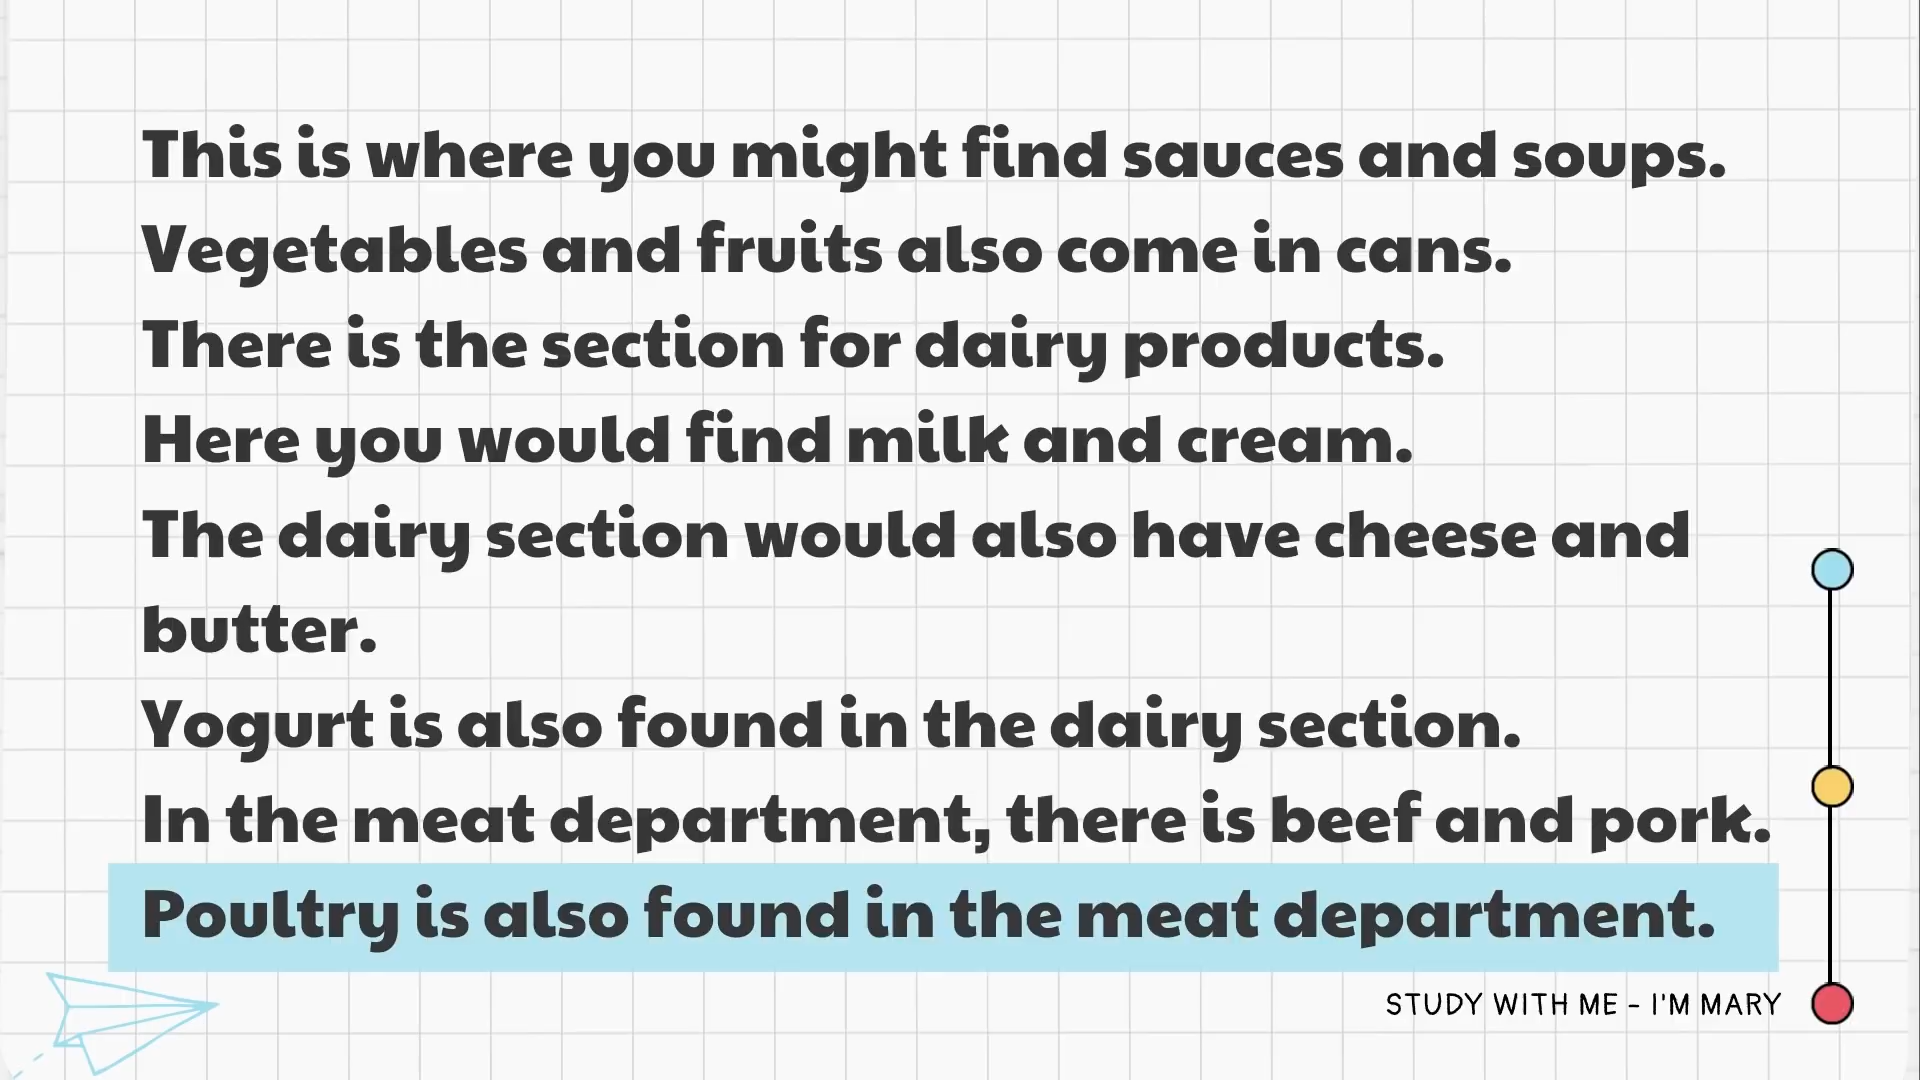 This is where you might find sauces and soups.
Vegetables and fruits also come in cans.
There is the section for dairy products.
Here you would find milk and cream.
The dairy section would also have cheese and
butter.
Yogurt is also found in the dairy section.
In the meat department, there is beef and pork.
Poultry is also found in the meat department.
STUDY WITH ME - I'M MARY